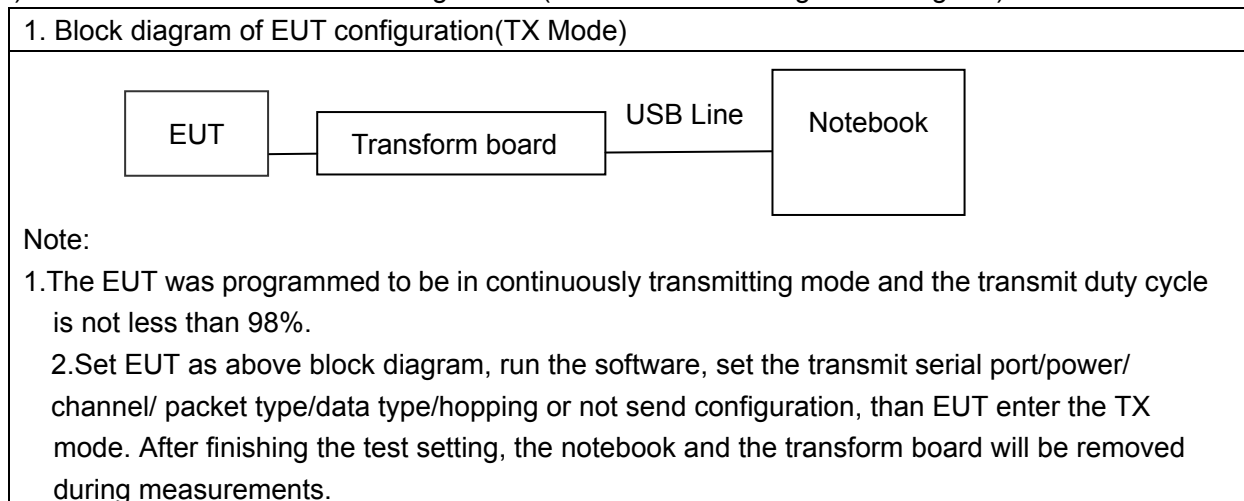 1. Block diagram of EUT configuration(TX Mode)
EUT
Transform board
USB Line
Notebook
Note:
1.The EUT was programmed to be in continuously transmitting mode and the transmit duty cycle
is not less than 98%.
2.Set EUT as above block diagram, run the software, set the transmit serial port/power/
channel/ packet type/data type/hopping or not send configuration, than EUT enter the TX
mode. After finishing the test setting, the notebook and the transform board will be removed
during measurements.